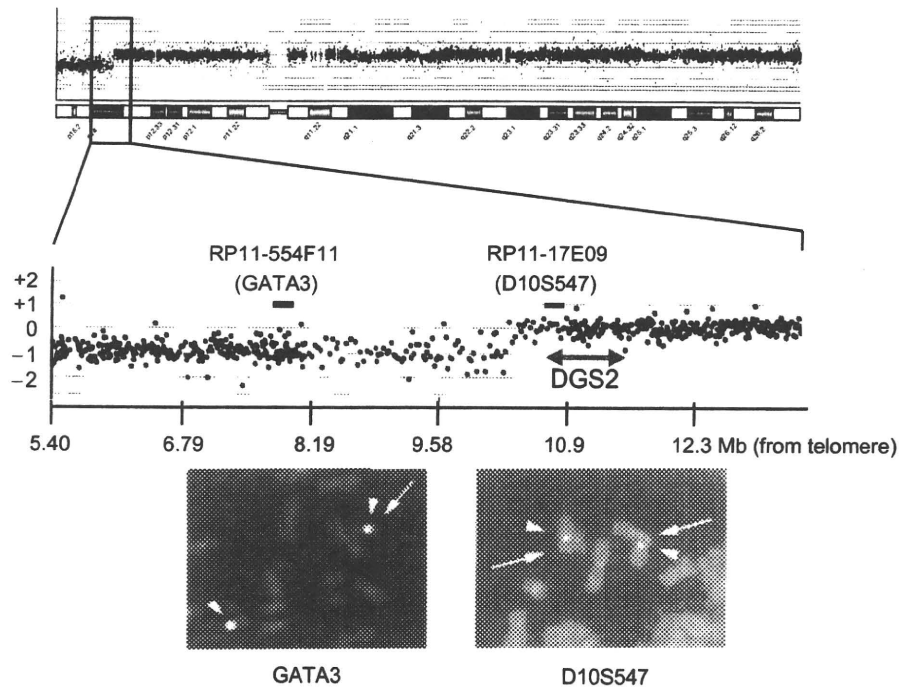 RP11-554F11
(GATA3)
RP11-17E09
(D10S547)
+2
+1
0
−1
−2
DGS2
5.40 6.79 8.19 9.58 10.9 12.3 Mb (from telomere)
GATA3
D10S547